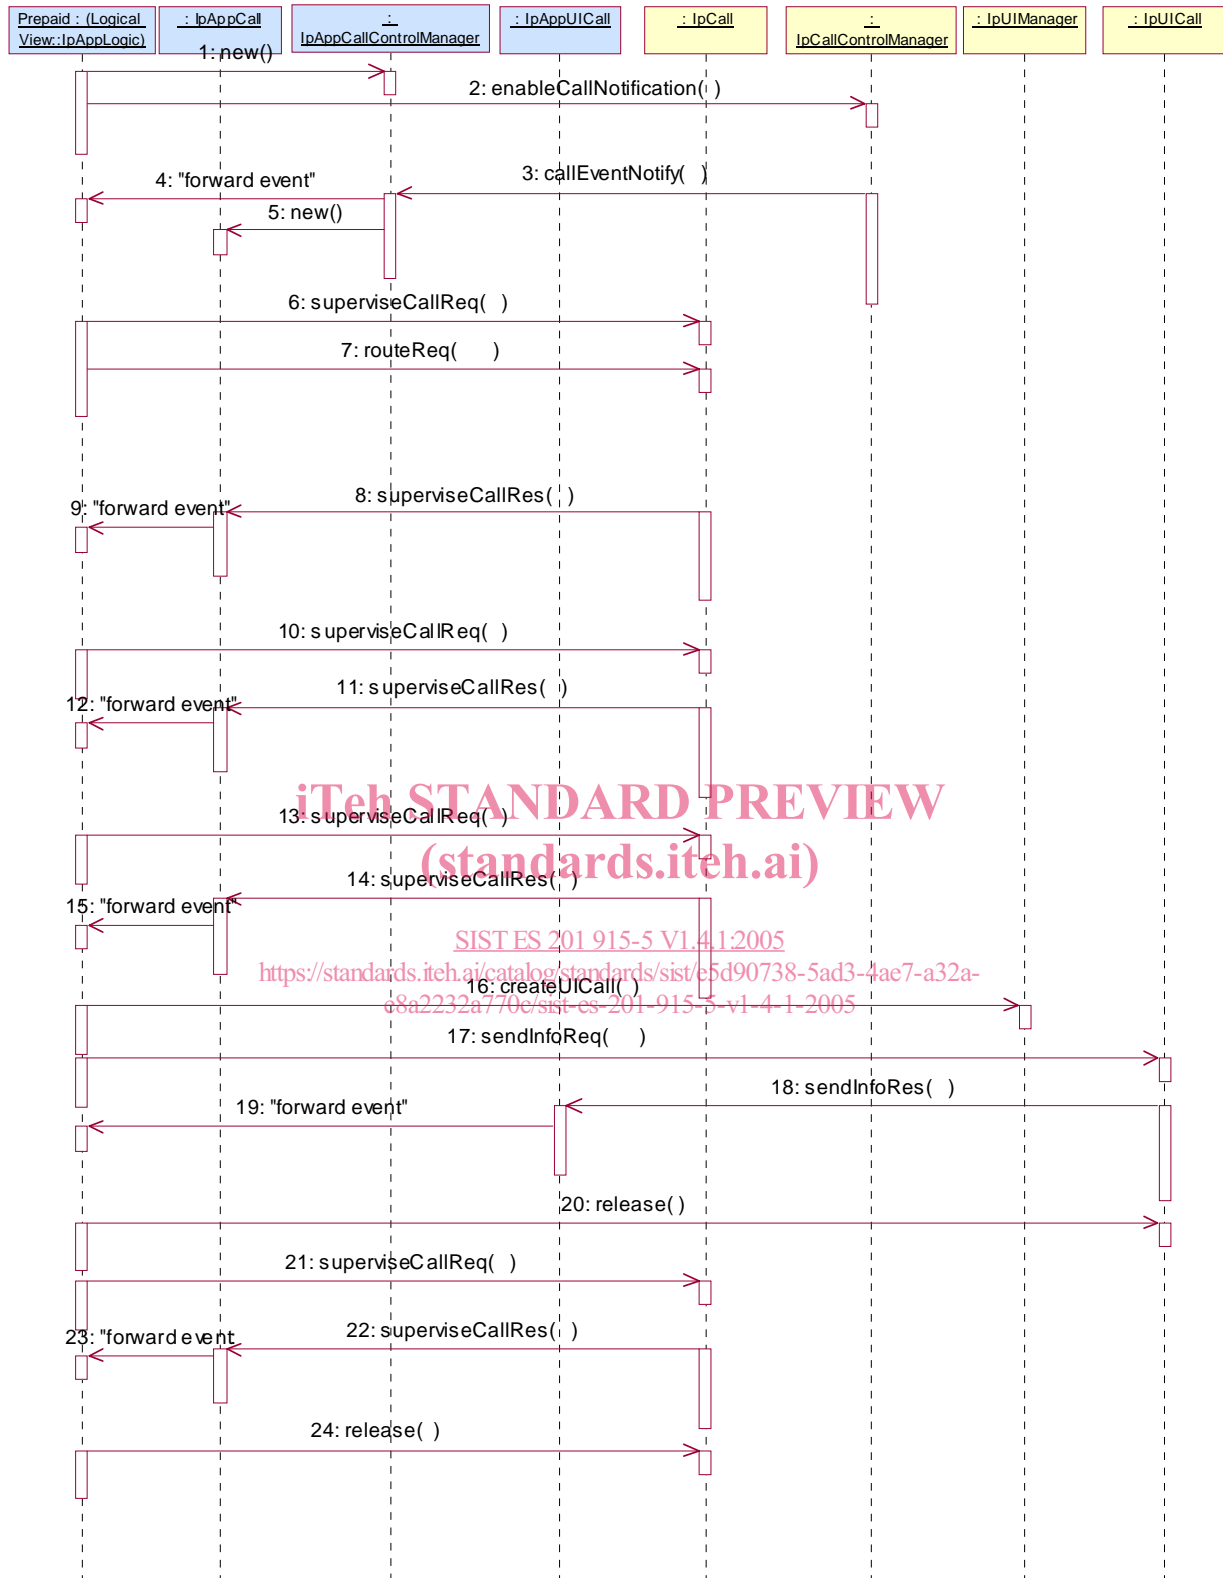 Prepaid : (Logical
View::IpAppLogic)
: IpAppCall
:
IpAppCallControlManager
: IpAppUICall
: IpCall
:
IpCallControlManager
: IpUIManager
: IpUICall
1: new()
2: enableCallNotification( )
3: callEventNotify( )
4: "forward event"
5: new()
6: superviseCallReq( )
7: routeReq( )
8: superviseCallRes( )
9: "forward event"
10: superviseCallReq( )
11: superviseCallRes( )
12: "forward event"
iTeh STANDARD PREVIEW
13: superviseCallReq( )
(standards.iteh.ai)
14: superviseCallRes( )
15: "forward event"
SIST ES 201 915-5 V1.4.1:2005
https://standards.iteh.ai/catalog/standards/sist/e5d90738-5ad3-4ae7-a32a-
16: createUICall( )
e8a2232a770c/sist-es-201-915-5-v1-4-1-2005
17: sendInfoReq( )
18: sendInfoRes( )
19: "forward event"
20: release( )
21: superviseCallReq( )
22: superviseCallRes( )
23: "forward event
24: release( )